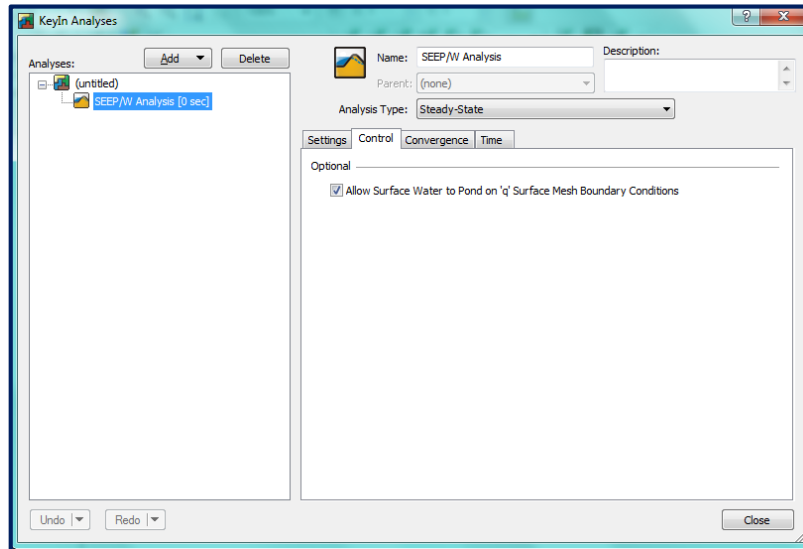 KeyIn Analyses
Analyses:
Add
Delete
(untitled)
SEEP/W Analysis [0 sec]
Name:
SEEP/W Analysis
Description:
Parent:
(none)
Analysis Type:
Steady-State
Settings
Control
Convergence
Time
Optional
Allow Surface Water to Pond on 'q' Surface Mesh Boundary Conditions
Undo
Redo
Close